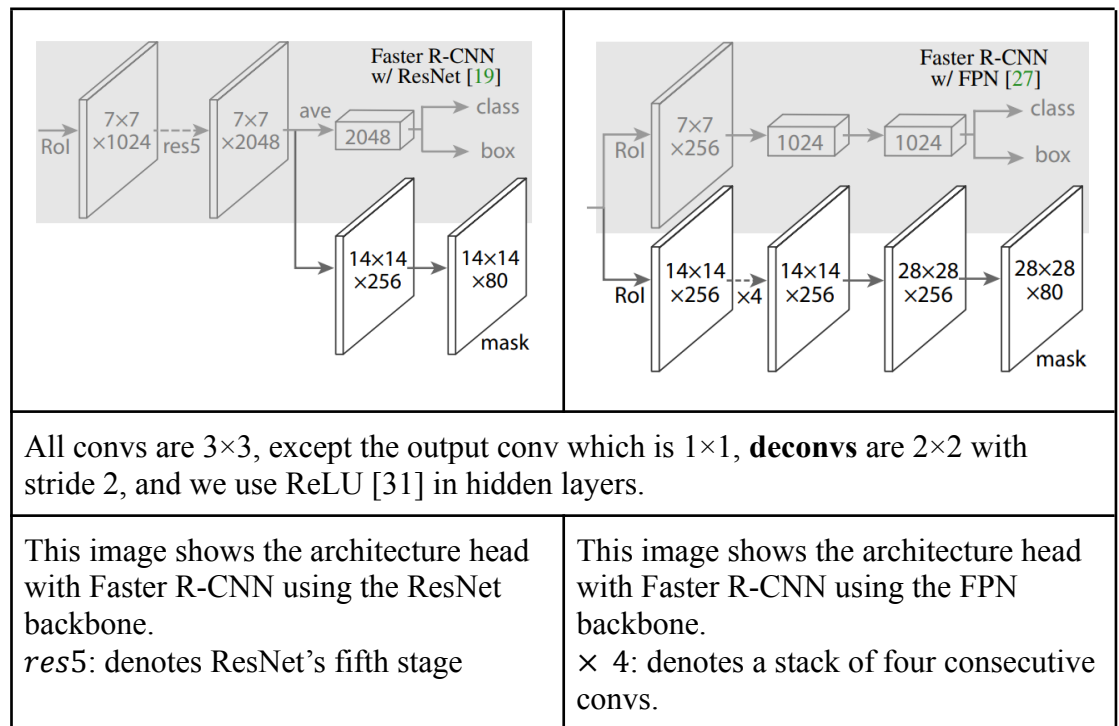 Faster R-CNN
w/ ResNet [19]
RoI
7×7
×1024
res5
7×7
×2048
ave
2048
class
box
14×14
×256
14×14
×80
mask
Faster R-CNN
w/ FPN [27]
RoI
7×7
×256
1024
1024
class
box
RoI
14×14
×256
×4
14×14
×256
28×28
×256
28×28
×80
mask
All convs are 3×3, except the output conv which is 1×1, deconvs are 2×2 with
stride 2, and we use ReLU [31] in hidden layers.
This image shows the architecture head
with Faster R-CNN using the ResNet
backbone.
res5: denotes ResNet’s fifth stage
This image shows the architecture head
with Faster R-CNN using the FPN
backbone.
× 4: denotes a stack of four consecutive
convs.